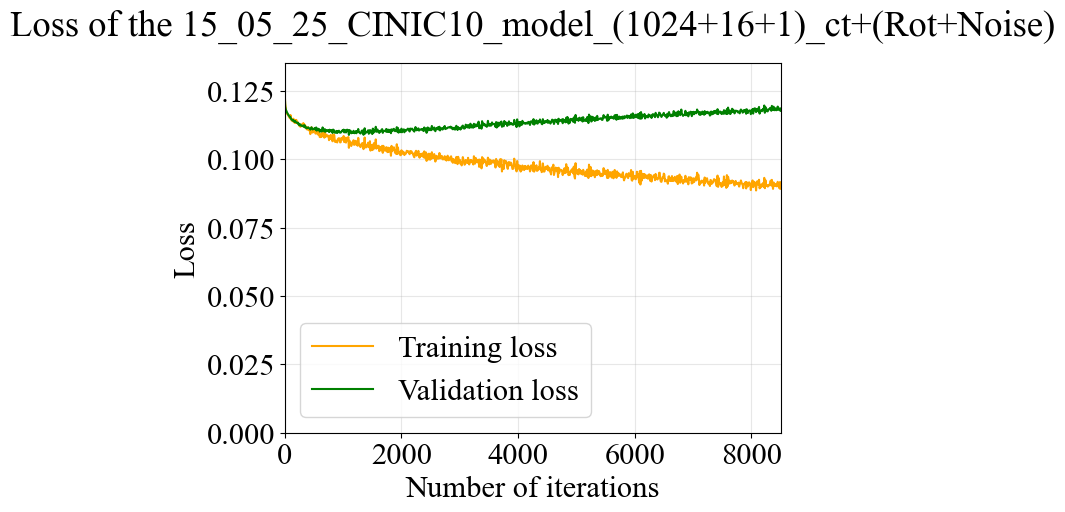 Loss of the 15_05_25_CINIC10_model_(1024+16+1)_ct+(Rot+Noise)
0.125
0.100
0.075
0.050
0.025
0.000
Loss
Training loss
Validation loss
0 2000 4000 6000 8000
Number of iterations